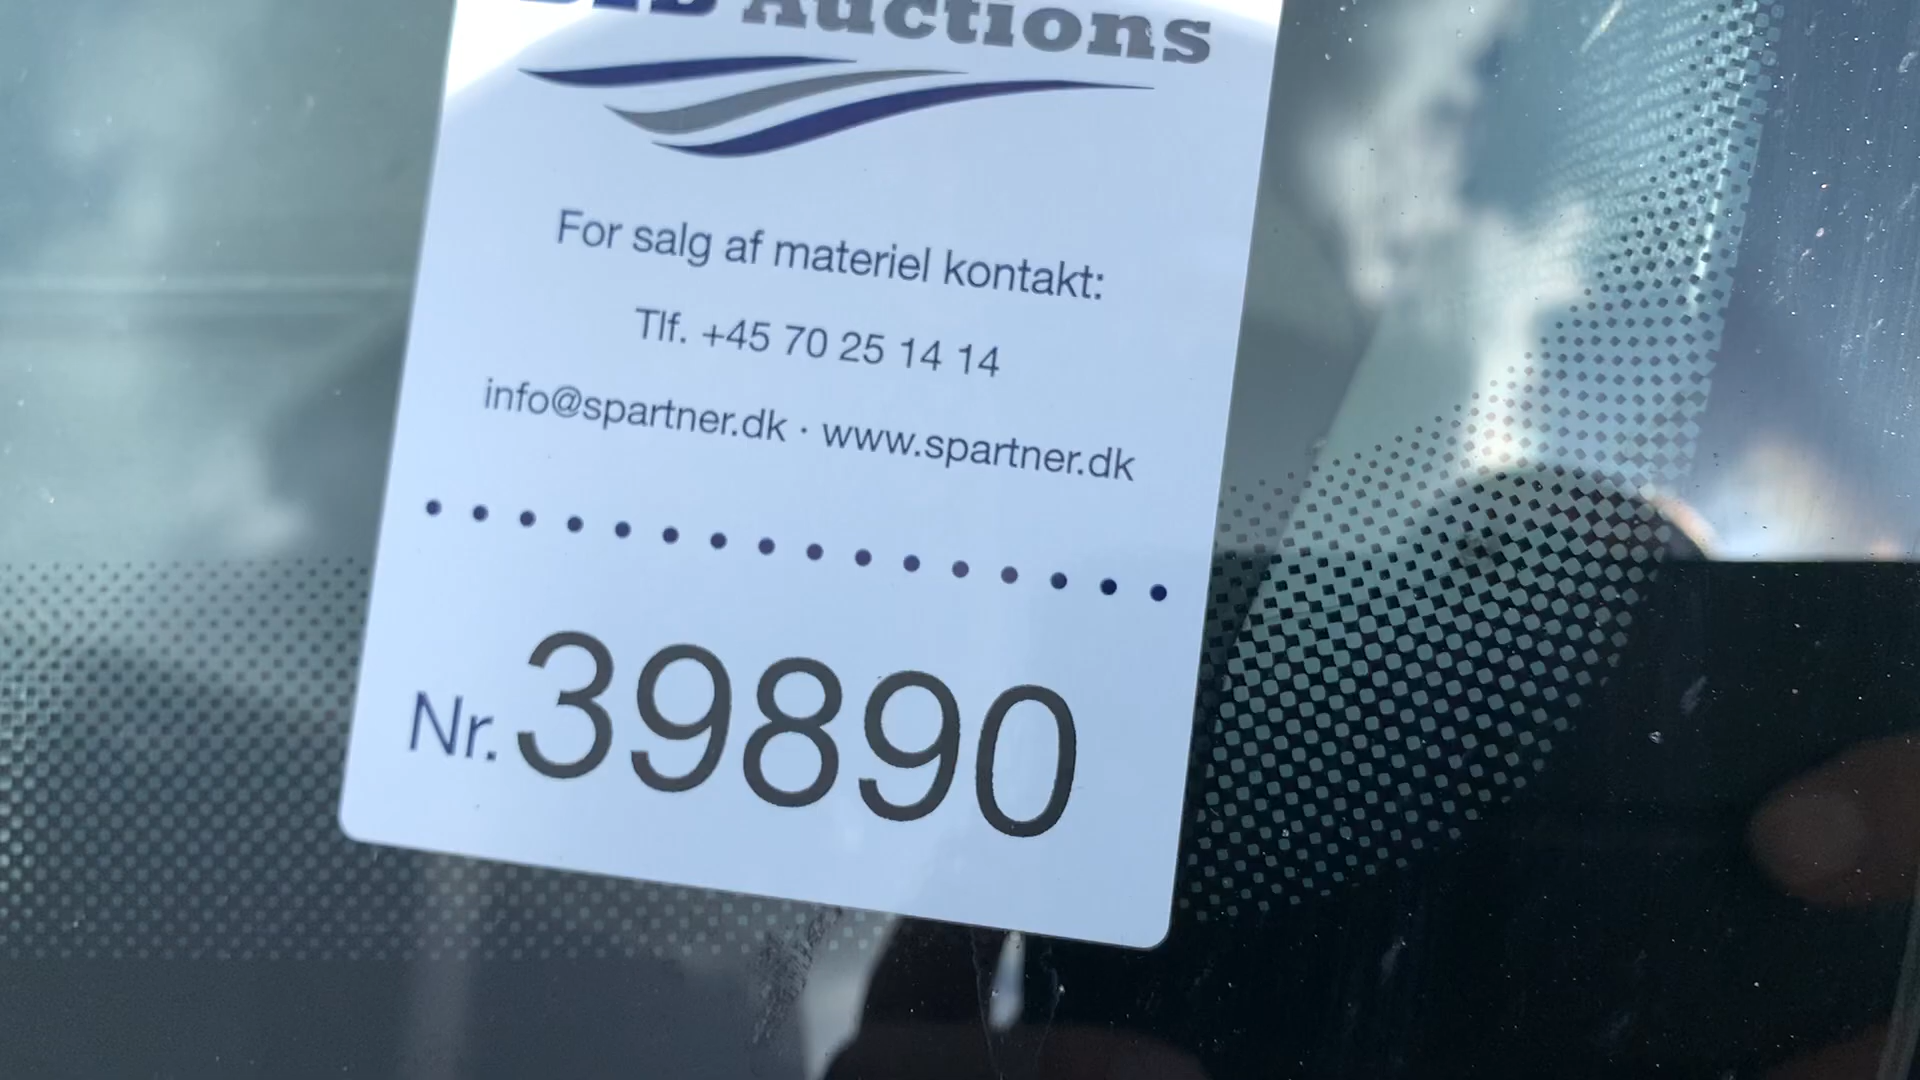 Auctions
For salg af materiel kontakt:
Tlf. +45 70 25 14 14
info@spartner.dk · www.spartner.dk
Nr. 39890